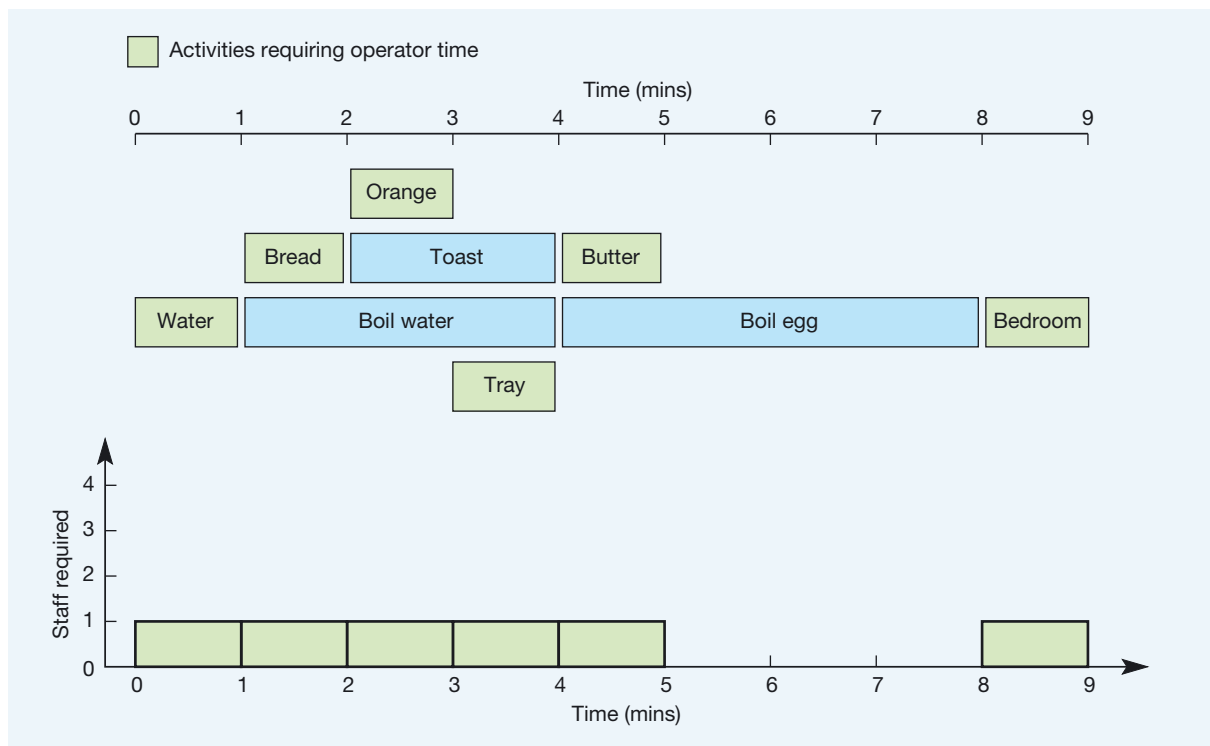 Activities requiring operator time
Time (mins)
0 1 2 3 4 5 6 7 8 9
Orange
Bread Toast Butter
Water Boil water Boil egg Bedroom
Tray
Staff required
4
3
2
1
0
0 1 2 3 4 5 6 7 8 9
Time (mins)